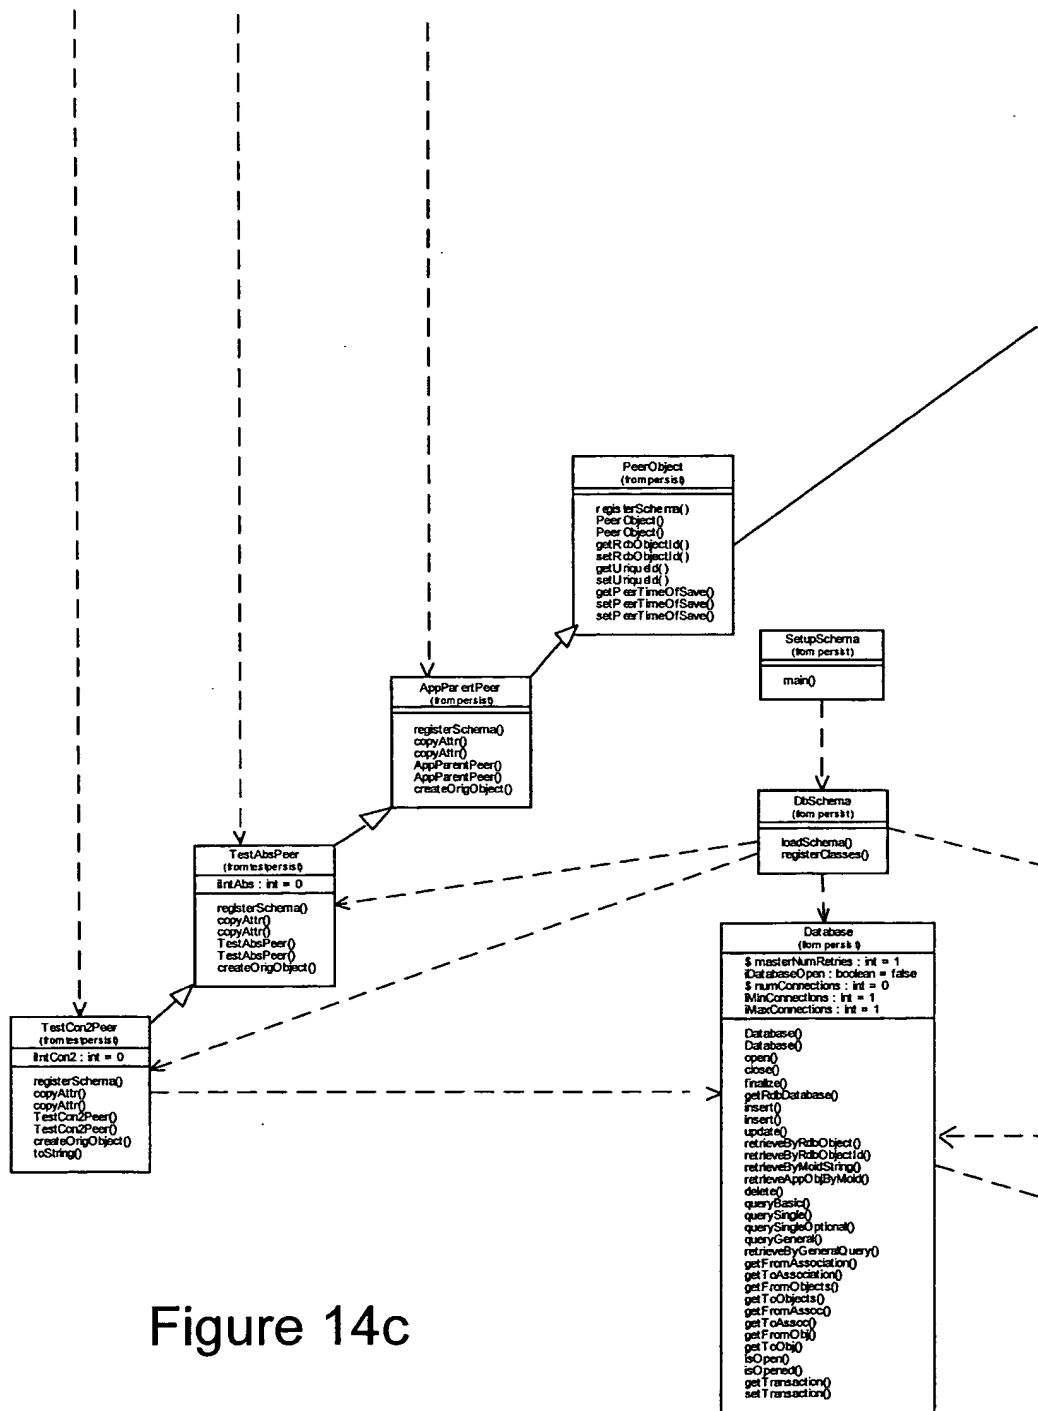 PeerObject
(from persist)
registerSchema()
PeerObject()
PeerObject()
getRdbObjectId()
setRdbObjectId()
getUniqueId()
setUniqueId()
getPeerTimeOfSave()
setPeerTimeOfSave()
setPeerTimeOfSave()
SetupSchema
(from persist)
main()
AppParentPeer
(from persist)
registerSchema()
copyAttr()
copyAttr()
AppParentPeer()
AppParentPeer()
createOrigObject()
DbSchema
(from persist)
loadSchema()
registerClasses()
TestAbsPeer
(from testpersist)
iIntAbs : int = 0
registerSchema()
copyAttr()
copyAttr()
TestAbsPeer()
TestAbsPeer()
createOrigObject()
TestCon2Peer
(from testpersist)
iIntCon2 : int = 0
registerSchema()
copyAttr()
copyAttr()
TestCon2Peer()
TestCon2Peer()
createOrigObject()
toString()
Database
(from persist)
$ masterNumRetries : int = 1
iDatabaseOpen : boolean = false
$ numConnections : int = 0
iMinConnections : int = 1
iMaxConnections : int = 1
Database()
Database()
open()
close()
finalize()
getRdbDatabase()
insert()
insert()
update()
retrieveByRdbObject()
retrieveByRdbObjectId()
retrieveByMoidString()
retrieveAppObjByMoid()
delete()
queryBasic()
querySingle()
querySingleOptional()
queryGeneral()
retrieveByGeneralQuery()
getFromAssociation()
getToAssociation()
getFromObjects()
getToObjects()
getFromAssoc()
getToAssoc()
getFromObj()
getToObj()
isOpen()
isOpened()
getTransaction()
setTransaction()
Figure 14c